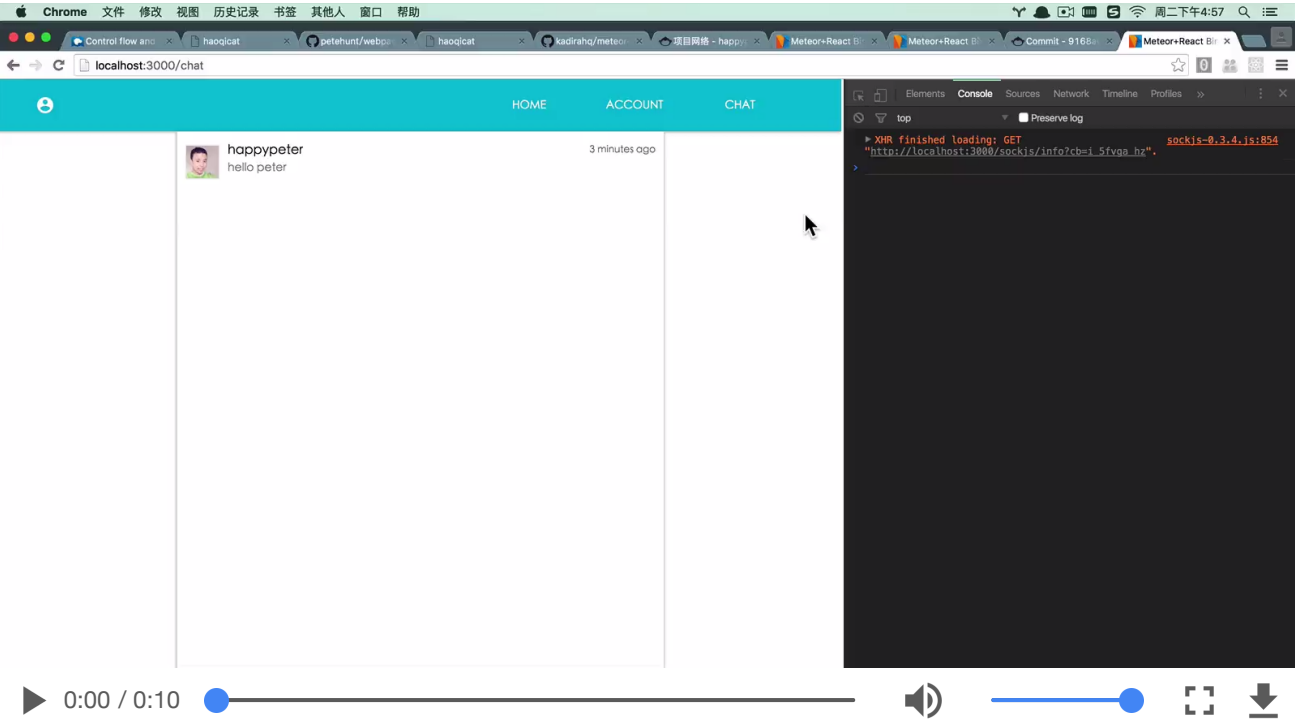 Chrome 文件 修改 视图 历史记录 书签 其他人 窗口 帮助 周二下午4:57
Control flow and haoqicat petehunt/webpa haoqicat kadirahq/meteo 项目网络 - happy Meteor+React Bi Meteor+React Bi Commit - 9168a Meteor+React Bir
localhost:3000/chat
HOME ACCOUNT CHAT
Elements Console Sources Network Timeline Profiles »
top Preserve log
happypeter 3 minutes ago
hello peter
XHR finished loading: GET sockjs-0.3.4.js:854
"http://localhost:3000/sockjs/info?cb=i_5fvga_hz".
0:00 / 0:10